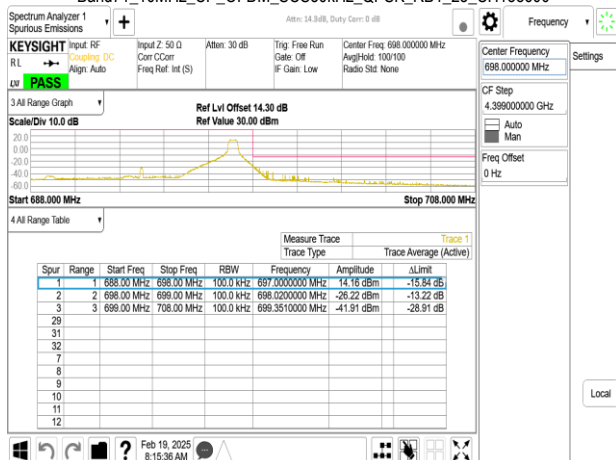 Spectrum Analyzer 1
Spurious Emissions
+
Attn: 14.3dB, Duty Corr: 0 dB
Frequency
KEYSIGHT
RL
LXI
PASS
Input: RF
Coupling: DC
Align: Auto
Input Z: 50 Ω
Corr CCorr
Freq Ref: Int (S)
Atten: 30 dB
Trig: Free Run
Gate: Off
IF Gain: Low
Center Freq: 698.000000 MHz
Avg|Hold: 100/100
Radio Std: None
Center Frequency
698.000000 MHz
Settings
CF Step
4.399000000 GHz
Auto
Man
Freq Offset
0 Hz
3 All Range Graph
Scale/Div 10.0 dB
Ref Lvl Offset 14.30 dB
Ref Value 30.00 dBm
20.0
0.00
-20.0
-40.0
-60.0
Start 688.000 MHz
Stop 708.000 MHz
4 All Range Table
Measure Trace Trace 1
Trace Type Trace Average (Active)
Spur Range Start Freq Stop Freq RBW Frequency Amplitude ΔLimit
1 1 688.00 MHz 698.00 MHz 100.0 kHz 697.0000000 MHz 14.16 dBm -15.84 dB
2 2 698.00 MHz 699.00 MHz 100.0 kHz 698.0200000 MHz -26.22 dBm -13.22 dB
3 3 699.00 MHz 708.00 MHz 100.0 kHz 699.3510000 MHz -41.91 dBm -28.91 dB
29
31
32
7
8
9
10
11
12
Local
?
Feb 19, 2025
8:15:36 AM